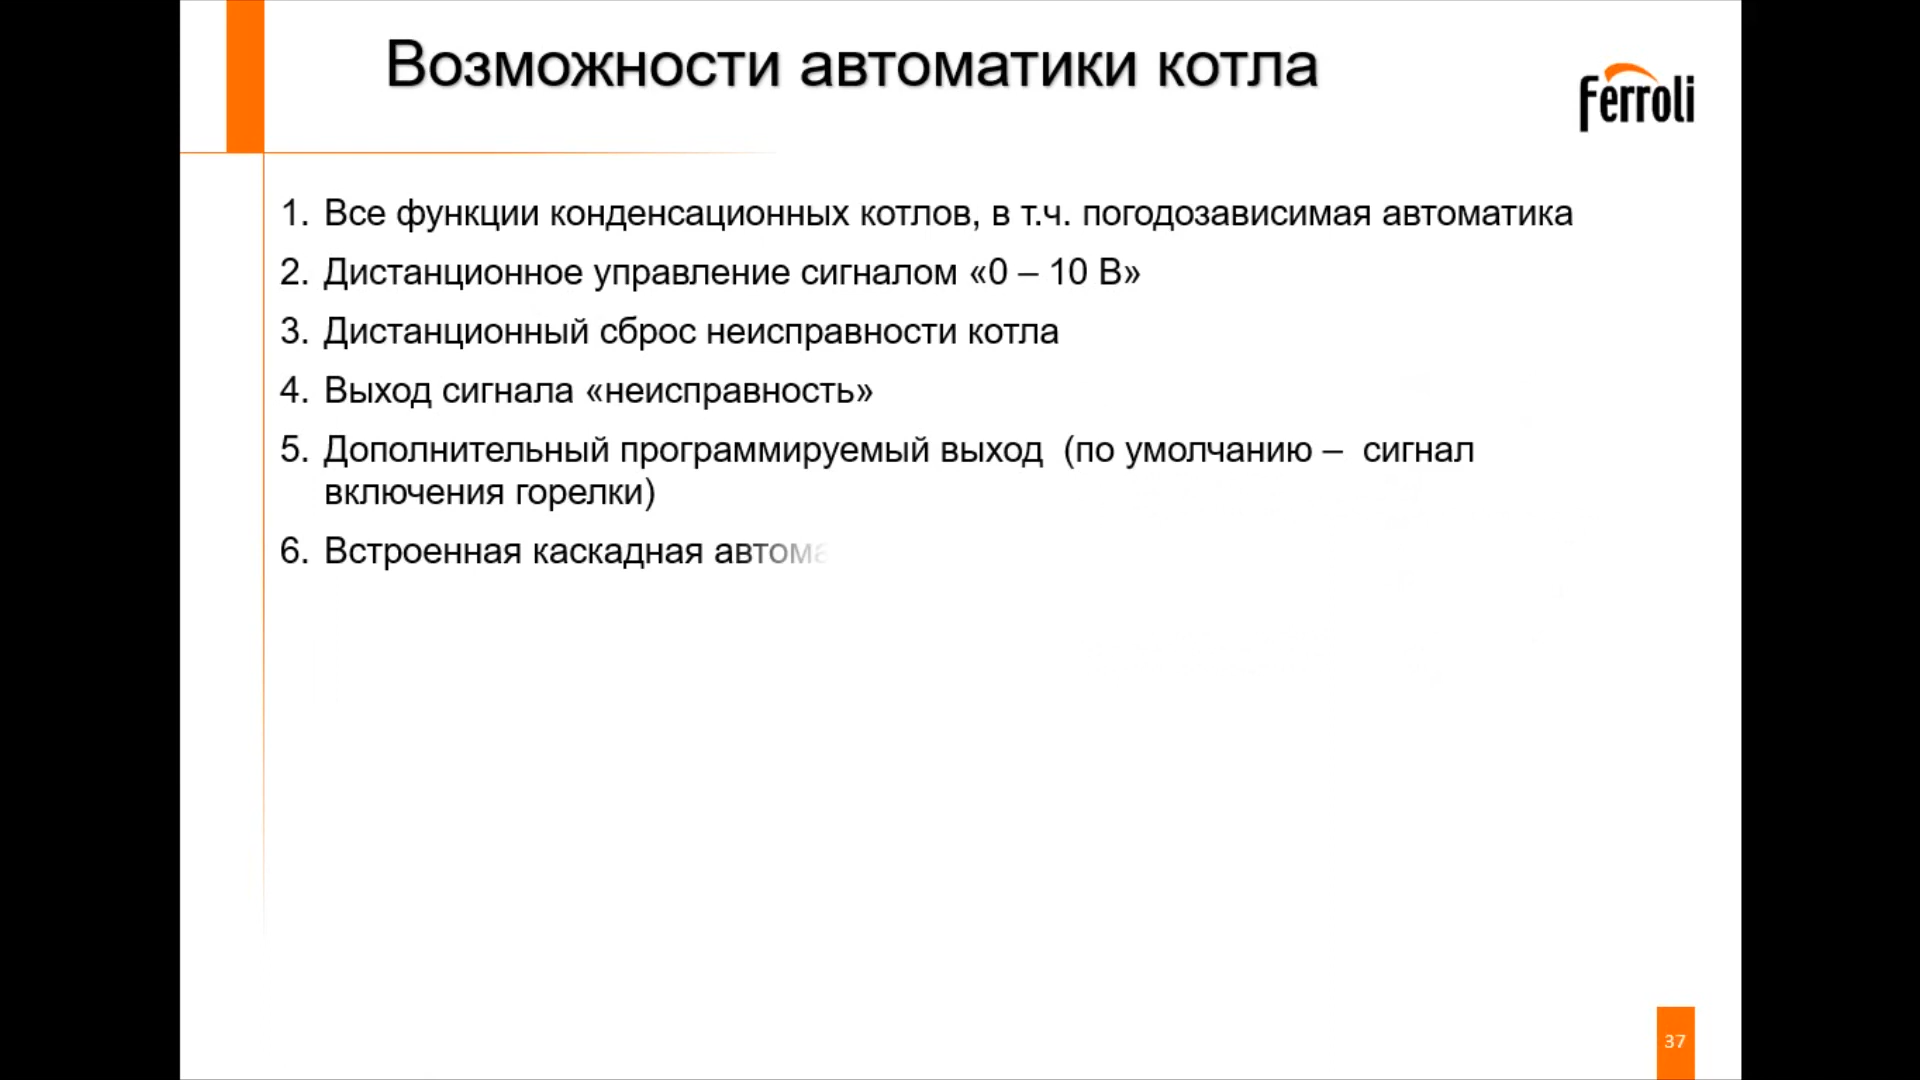 Возможности автоматики котла
ferroli
1. Все функции конденсационных котлов, в т.ч. погодозависимая автоматика
2. Дистанционное управление сигналом «0 – 10 В»
3. Дистанционный сброс неисправности котла
4. Выход сигнала «неисправность»
5. Дополнительный программируемый выход (по умолчанию – сигнал
включения горелки)
6. Встроенная каскадная
37